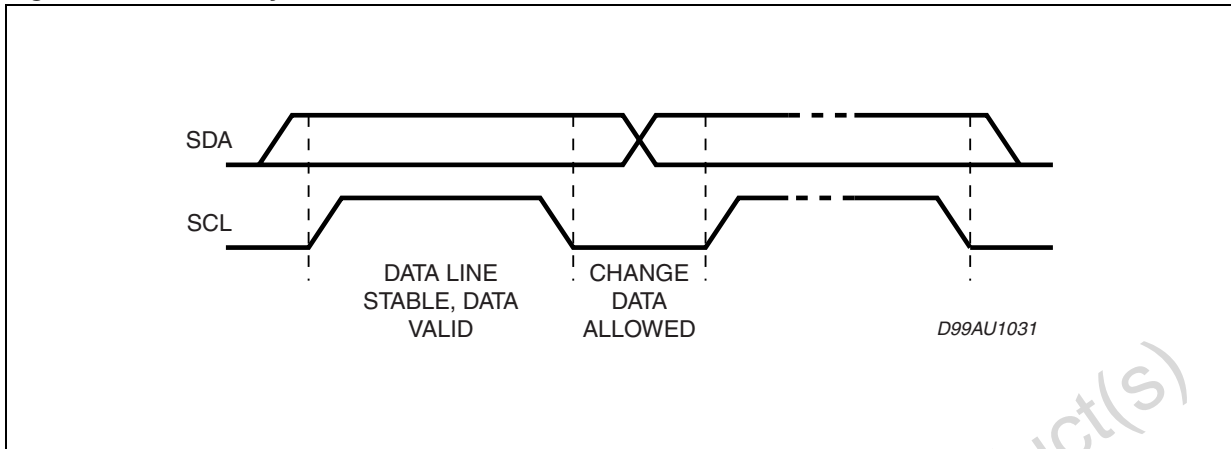 SDA
SCL
DATA LINE
STABLE, DATA
VALID
CHANGE
DATA
ALLOWED
D99AU1031